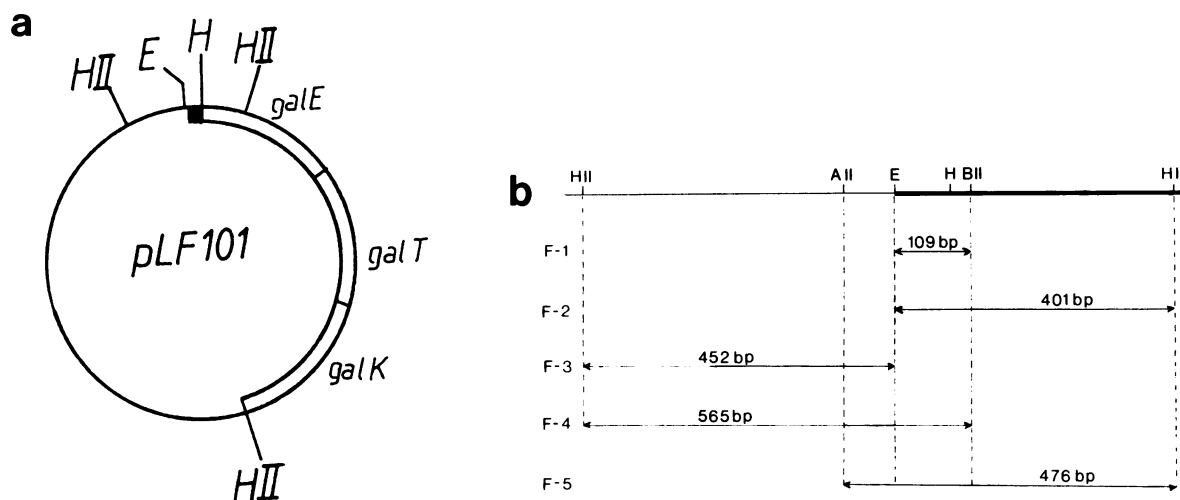 a
HII
E
H
HII
galE
pLF101
galT
galK
HII
b
HII
AII
E
H
BII
HI
F-1
109 bp
F-2
401 bp
F-3
452 bp
F-4
565 bp
F-5
476 bp